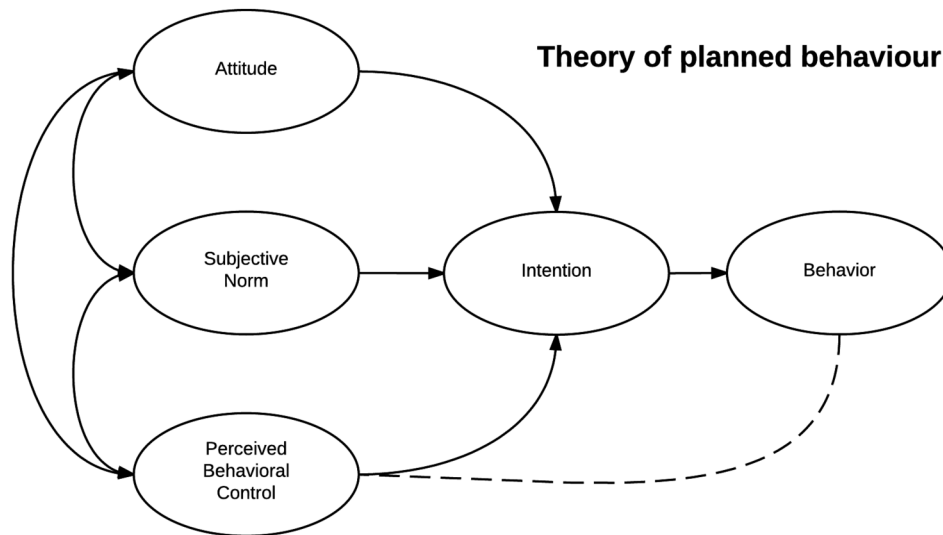 Theory of planned behaviour
Attitude
Subjective
Norm
Intention
Behavior
Perceived
Behavioral
Control